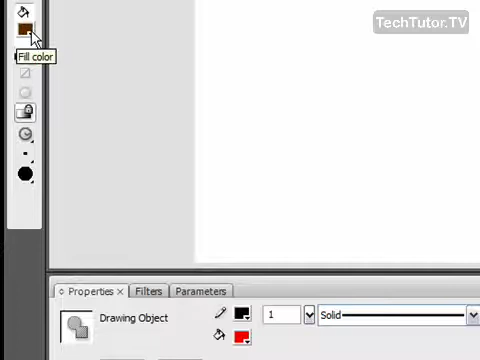 TechTutor.TV
Fill color
Properties × Filters Parameters
Drawing Object
1
Solid